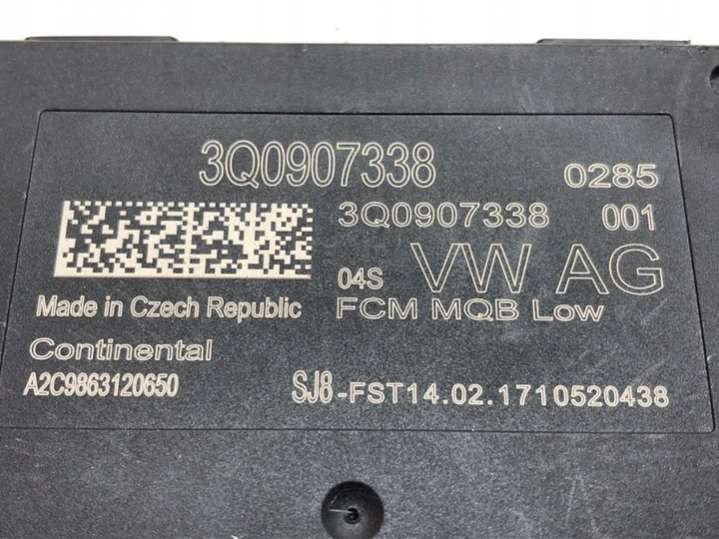 3Q0907338 0285
3Q0907338 001
04S VW AG
Made in Czech Republic FCM MQB Low
Continental
A2C9863120650 SJ8-FST14.02.1710520438